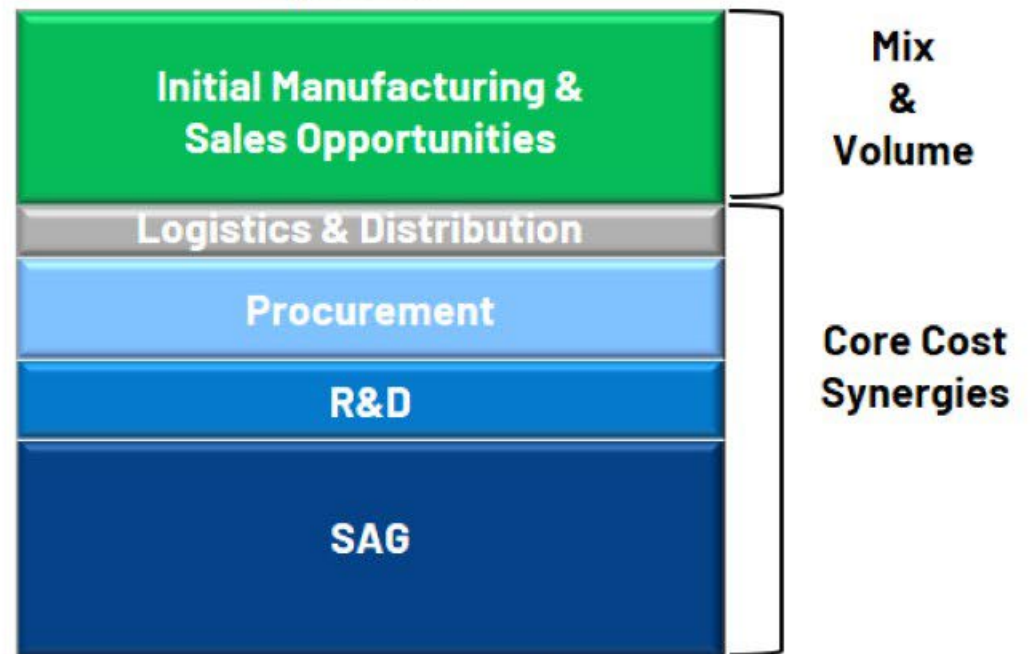 Initial Manufacturing &
Sales Opportunities
Mix
&
Volume
Logistics & Distribution
Procurement
R&D
SAG
Core Cost
Synergies